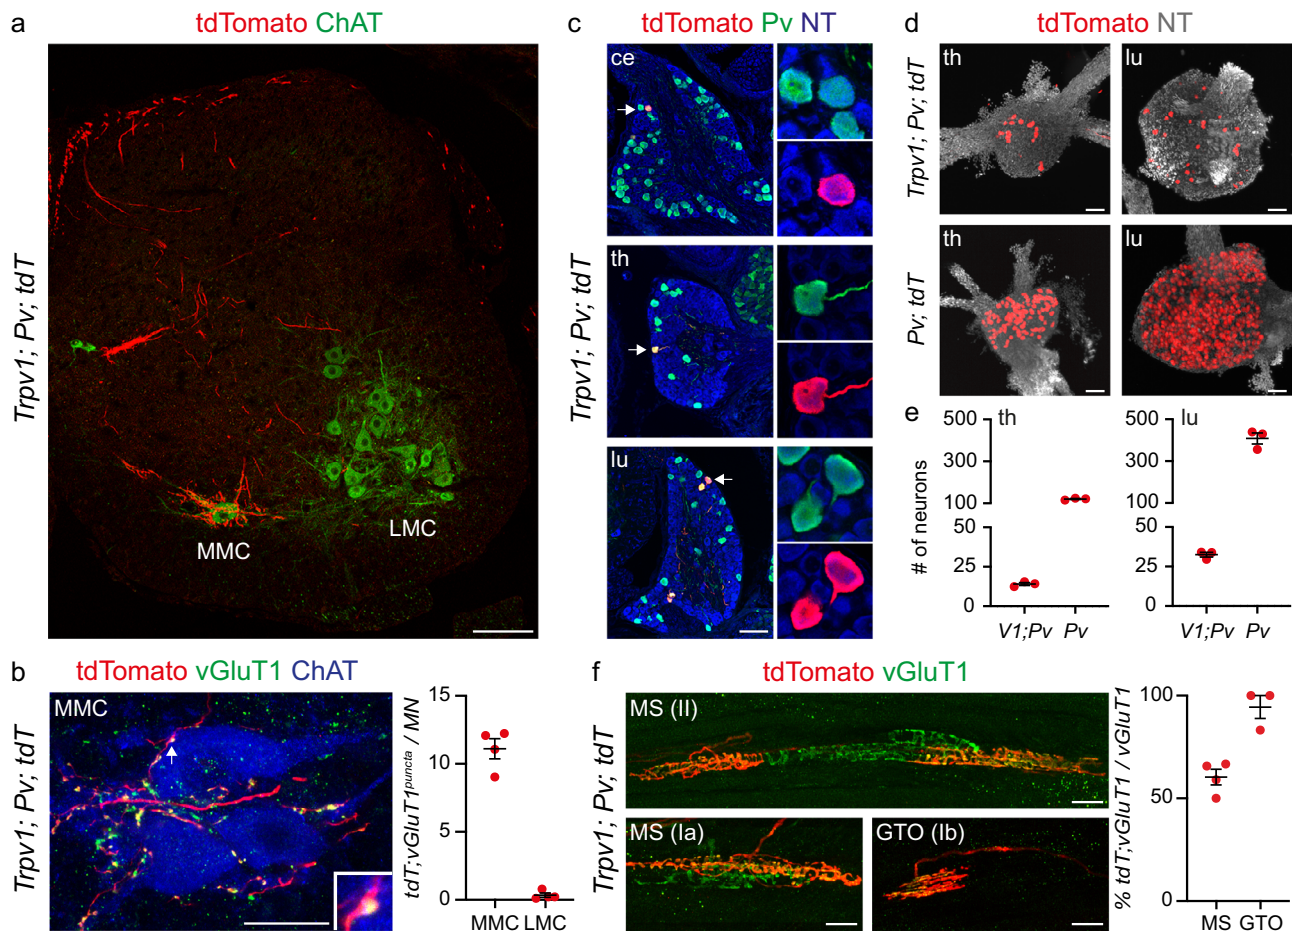 a
tdTomato ChAT
Trpv1; Pv; tdT
MMC
LMC
b
tdTomato vGluT1 ChAT
Trpv1; Pv; tdT
MMC
tdT;vGluT1puncta / MN
15
10
5
0
MMC LMC
c
tdTomato Pv NT
Trpv1; Pv; tdT
ce
th
lu
d
tdTomato NT
Trpv1; Pv; tdT
th
lu
Pv; tdT
th
lu
e
# of neurons
th
500
300
100
50
25
0
V1;Pv Pv
lu
500
300
100
50
25
0
V1;Pv Pv
f
tdTomato vGluT1
Trpv1; Pv; tdT
MS (II)
MS (Ia)
GTO (Ib)
% tdT:vGluT1 / vGluT1
100
50
0
MS GTO